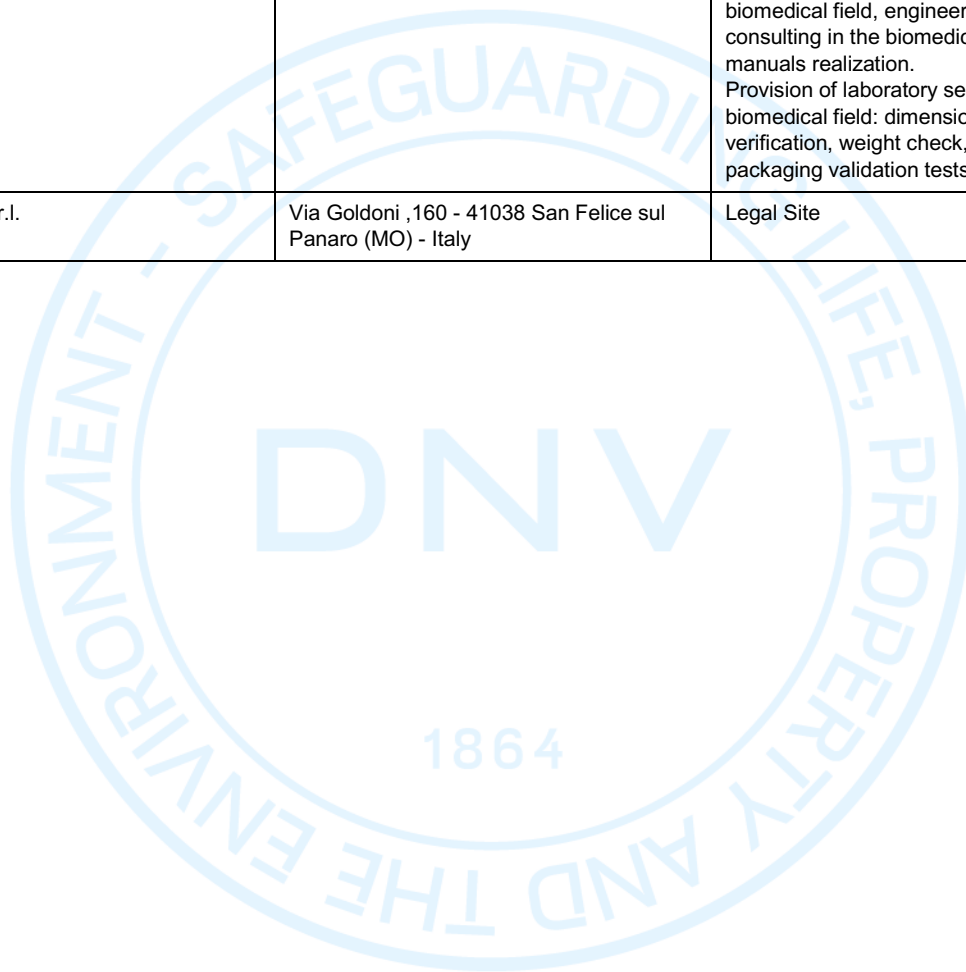 biomedical field, engineer
consulting in the biomedic
manuals realization.
Provision of laboratory se
biomedical field: dimensio
verification, weight check,
packaging validation tests
r.l.
Via Goldoni ,160 - 41038 San Felice sul
Panaro (MO) - Italy
Legal Site
SAFEGUARDING LIFE, PROPERTY AND THE ENVIRONMENT -
DNV
1864